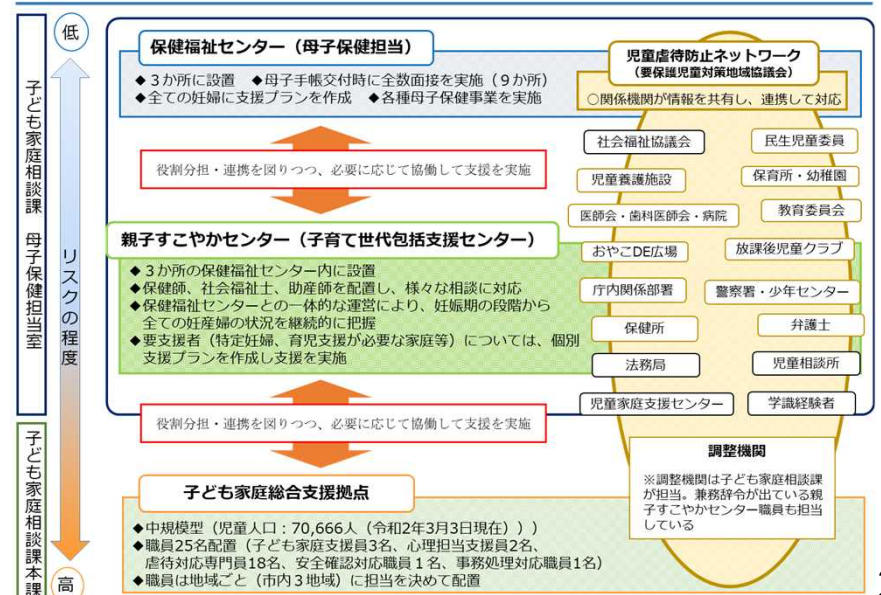 低
子ども家庭相談課 母子保健担当室
子ども家庭相談課本課
リスクの程度
高
保健福祉センター（母子保健担当）
◆３か所に設置　◆母子手帳交付時に全数面接を実施（９か所）
◆全ての妊婦に支援プランを作成　◆各種母子保健事業を実施
役割分担・連携を図りつつ、必要に応じて協働して支援を実施
親子すこやかセンター（子育て世代包括支援センター）
◆３か所の保健福祉センター内に設置
◆保健師、社会福祉士、助産師を配置し、様々な相談に対応
◆保健福祉センターとの一体的な運営により、妊娠期の段階から
全ての妊産婦の状況を継続的に把握
◆要支援者（特定妊婦、育児支援が必要な家庭等）については、個別
支援プランを作成し支援を実施
役割分担・連携を図りつつ、必要に応じて協働して支援を実施
子ども家庭総合支援拠点
◆中規模型（児童人口：70,666人（令和2年3月3日現在）））
◆職員25名配置（子ども家庭支援員3名、心理担当支援員2名、
虐待対応専門員18名、安全確認対応職員１名、事務処理対応職員1名）
◆職員は地域ごと（市内３地域）に担当を決めて配置
児童虐待防止ネットワーク
（要保護児童対策地域協議会）
○関係機関が情報を共有し、連携して対応
社会福祉協議会
民生児童委員
児童養護施設
保育所・幼稚園
医師会・歯科医師会・病院
教育委員会
おやこDE広場
放課後児童クラブ
庁内関係部署
警察署・少年センター
保健所
弁護士
法務局
児童相談所
児童家庭支援センター
学識経験者
調整機関
※調整機関は子ども家庭相談課
が担当。兼務辞令が出ている親
子すこやかセンター職員も担当
している